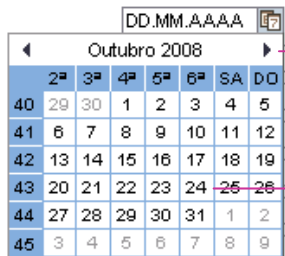 DD.MM.AAAA
Outubro 2008
2ª 3ª 4ª 5ª 6ª SA DO
40 29 30 1 2 3 4 5
41 6 7 8 9 10 11 12
42 13 14 15 16 17 18 19
43 20 21 22 23 24 25 26
44 27 28 29 30 31 1 2
45 3 4 5 6 7 8 9